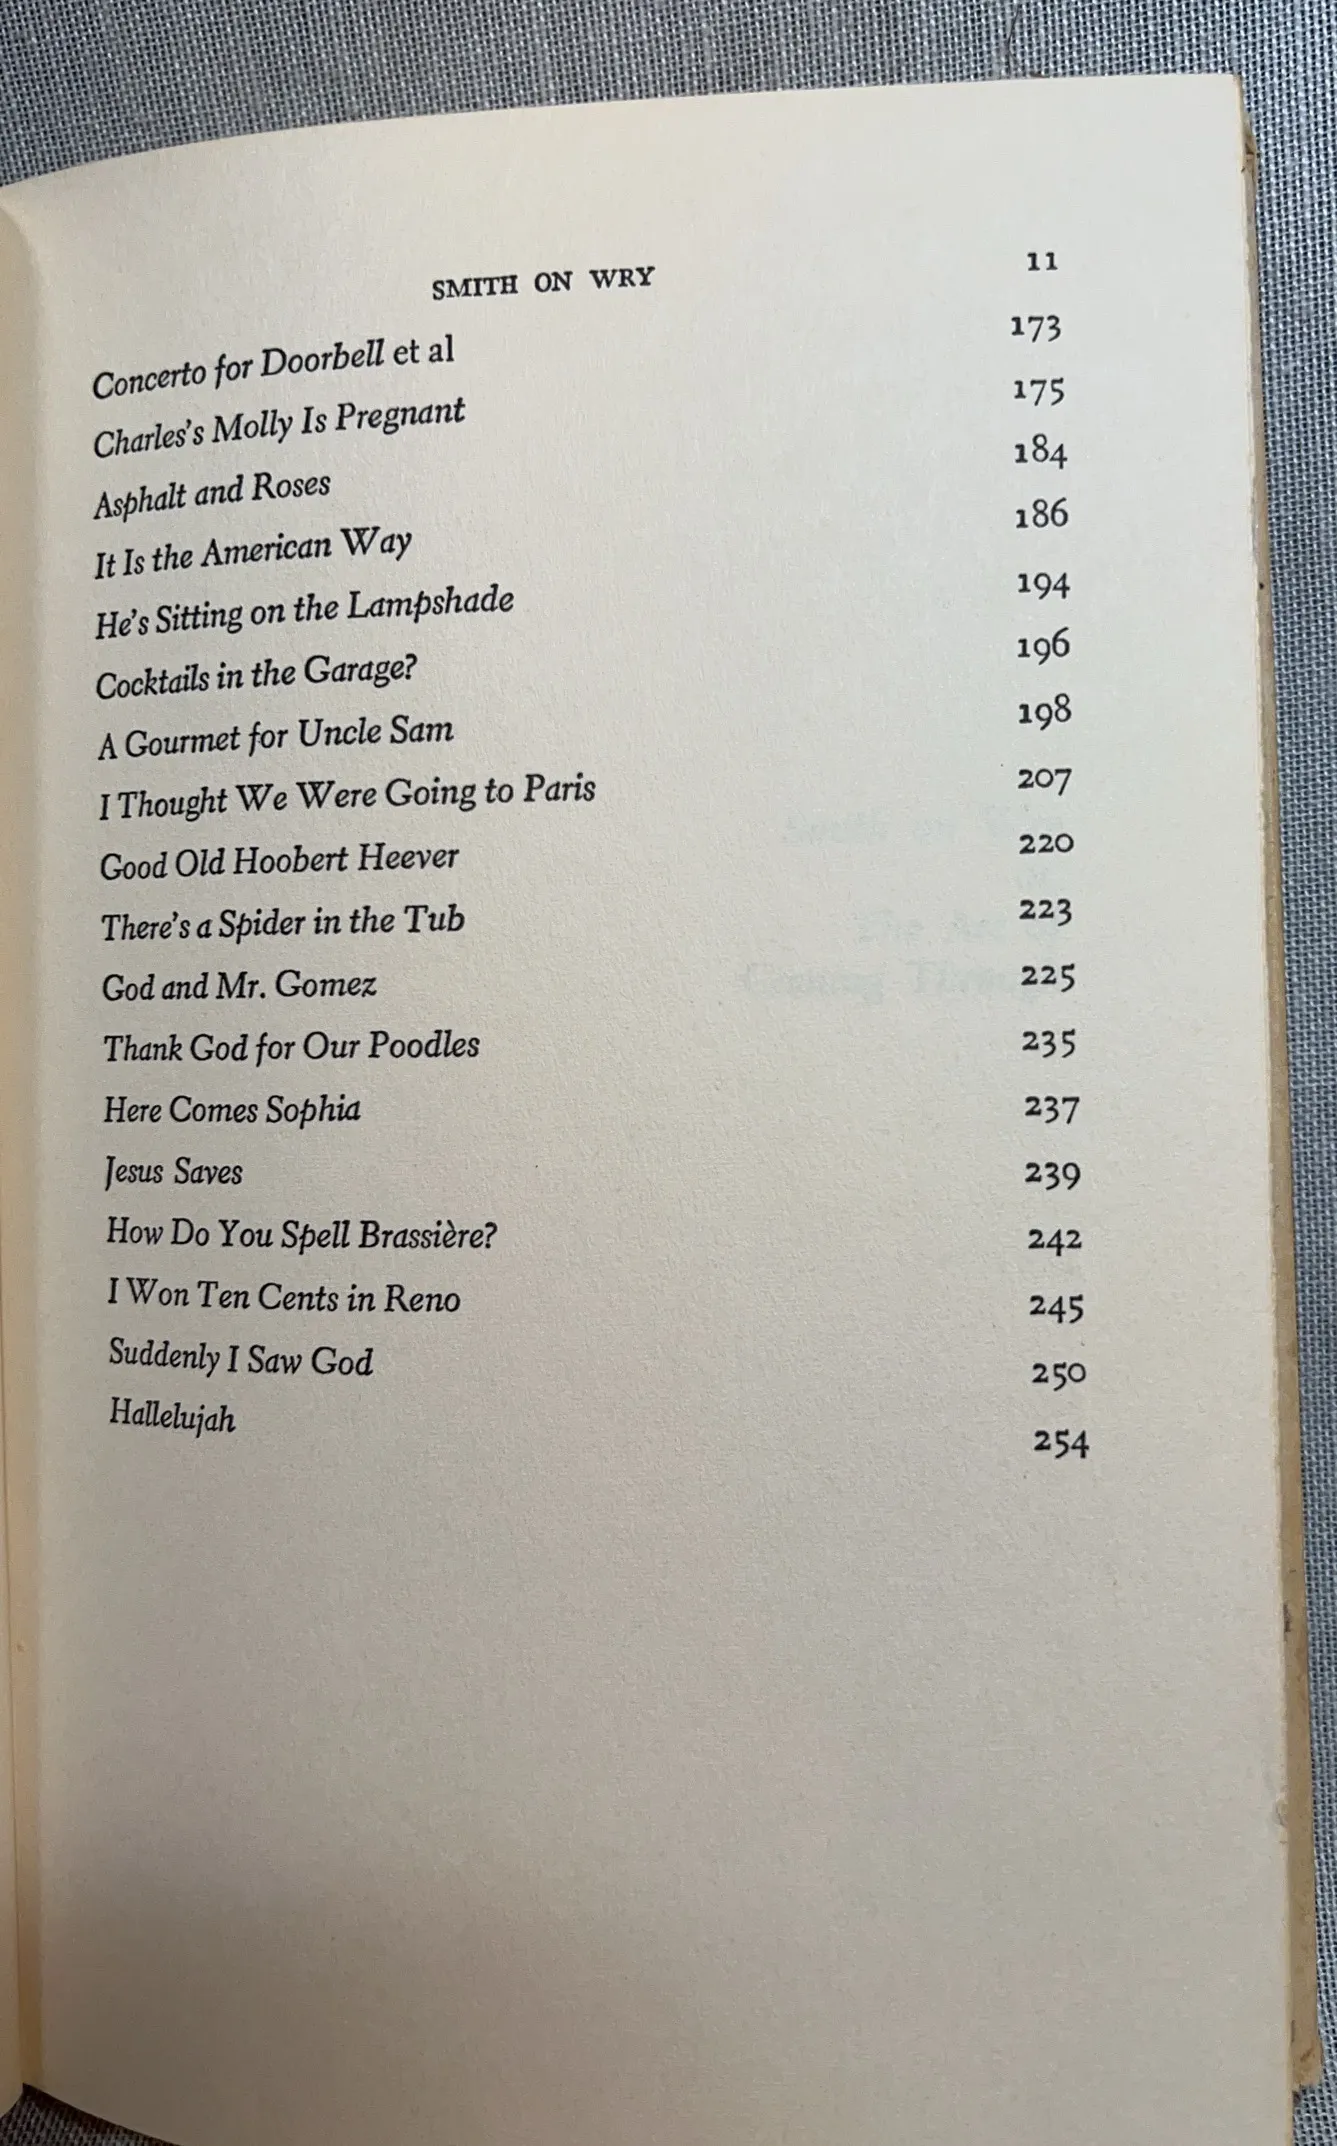 SMITH ON WRY 11
Concerto for Doorbell et al 173
Charles's Molly Is Pregnant 175
Asphalt and Roses 184
It Is the American Way 186
He's Sitting on the Lampshade 194
Cocktails in the Garage? 196
A Gourmet for Uncle Sam 198
I Thought We Were Going to Paris 207
Good Old Hoobert Heever 220
There's a Spider in the Tub 223
God and Mr. Gomez 225
Thank God for Our Poodles 235
Here Comes Sophia 237
Jesus Saves 239
How Do You Spell Brassière? 242
I Won Ten Cents in Reno 245
Suddenly I Saw God 250
Hallelujah 254